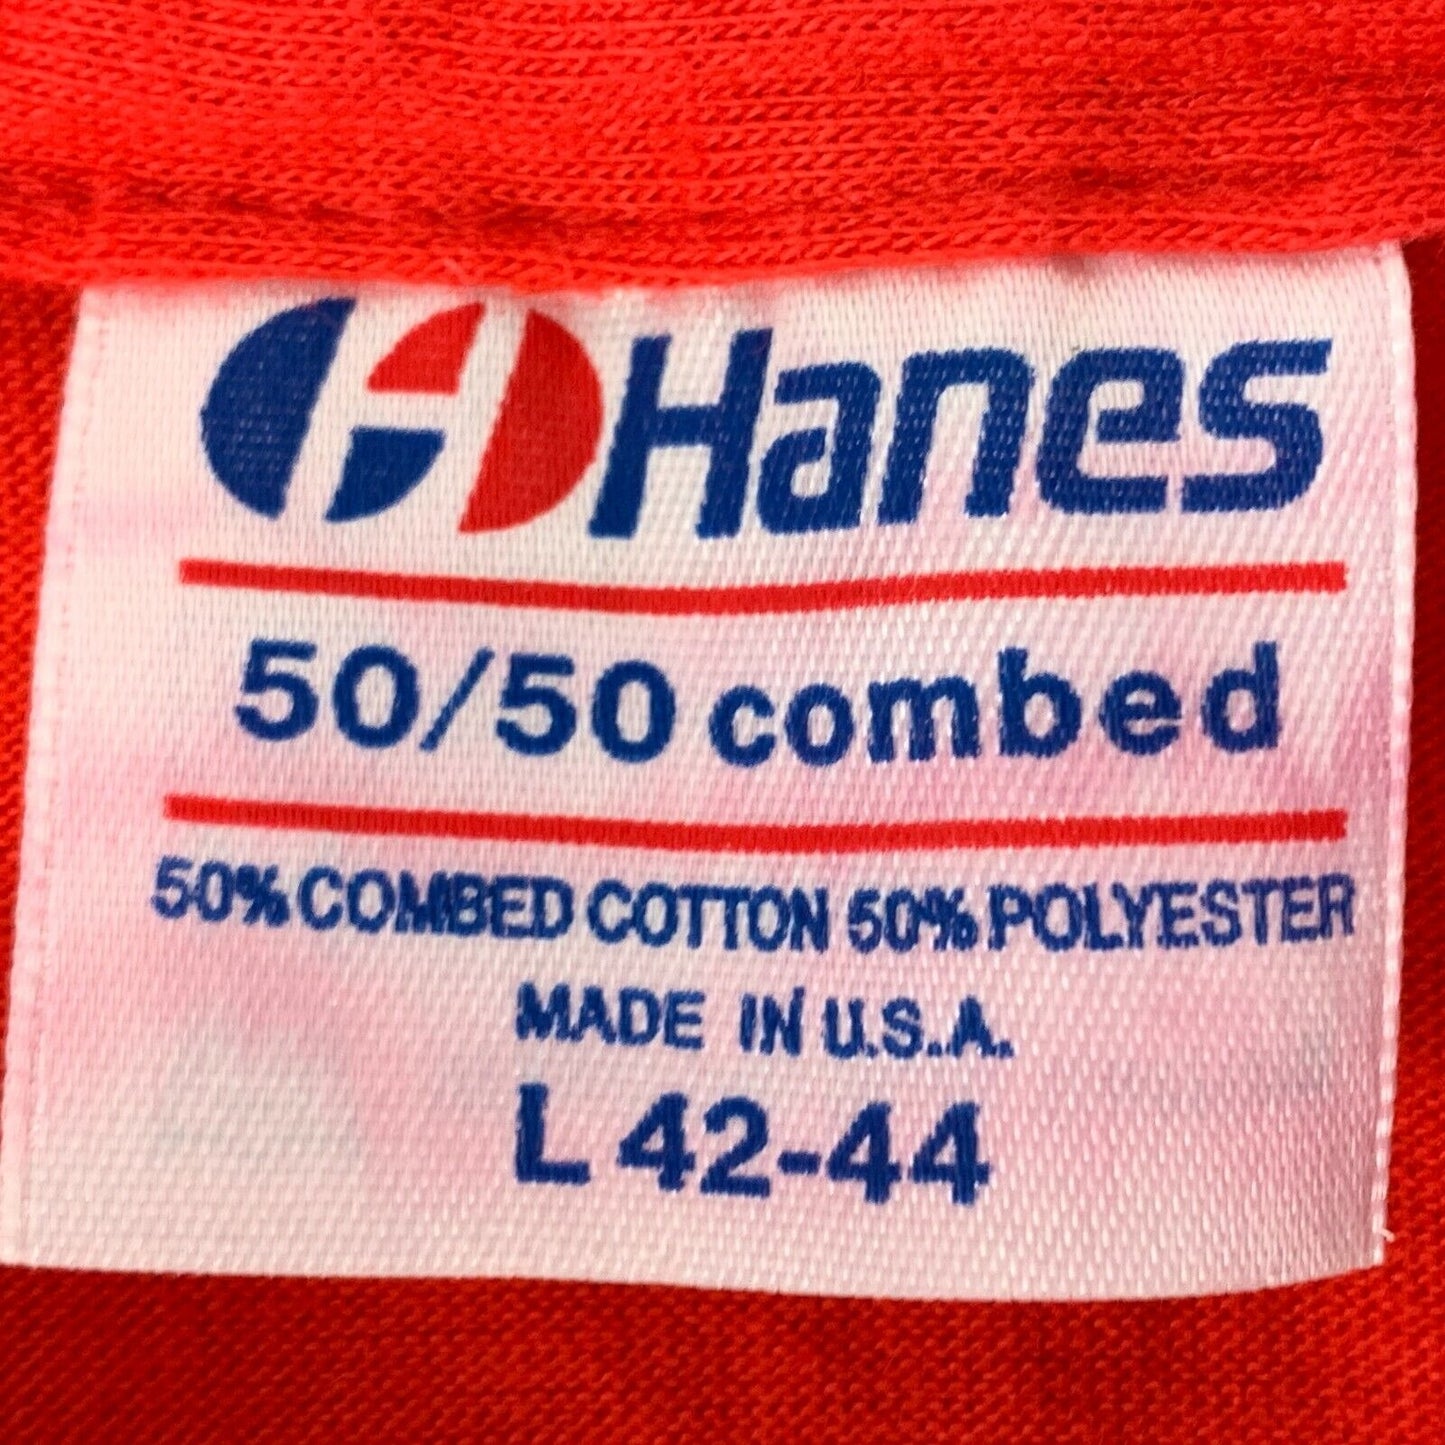 Hanes
50/50 combed
50% COMBED COTTON 50% POLYESTER
MADE IN U.S.A.
L 42-44